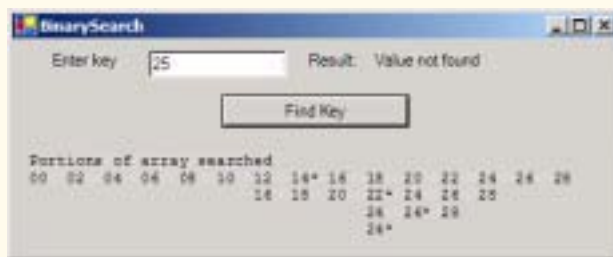 BinarySearch
Enter key 25 Result: Value not found
Find Key
Portions of array searched
00 02 04 06 08 10 12 14* 16 18 20 22 24 26 28
16 18 20 22* 24 26 28
24 26* 28
24*